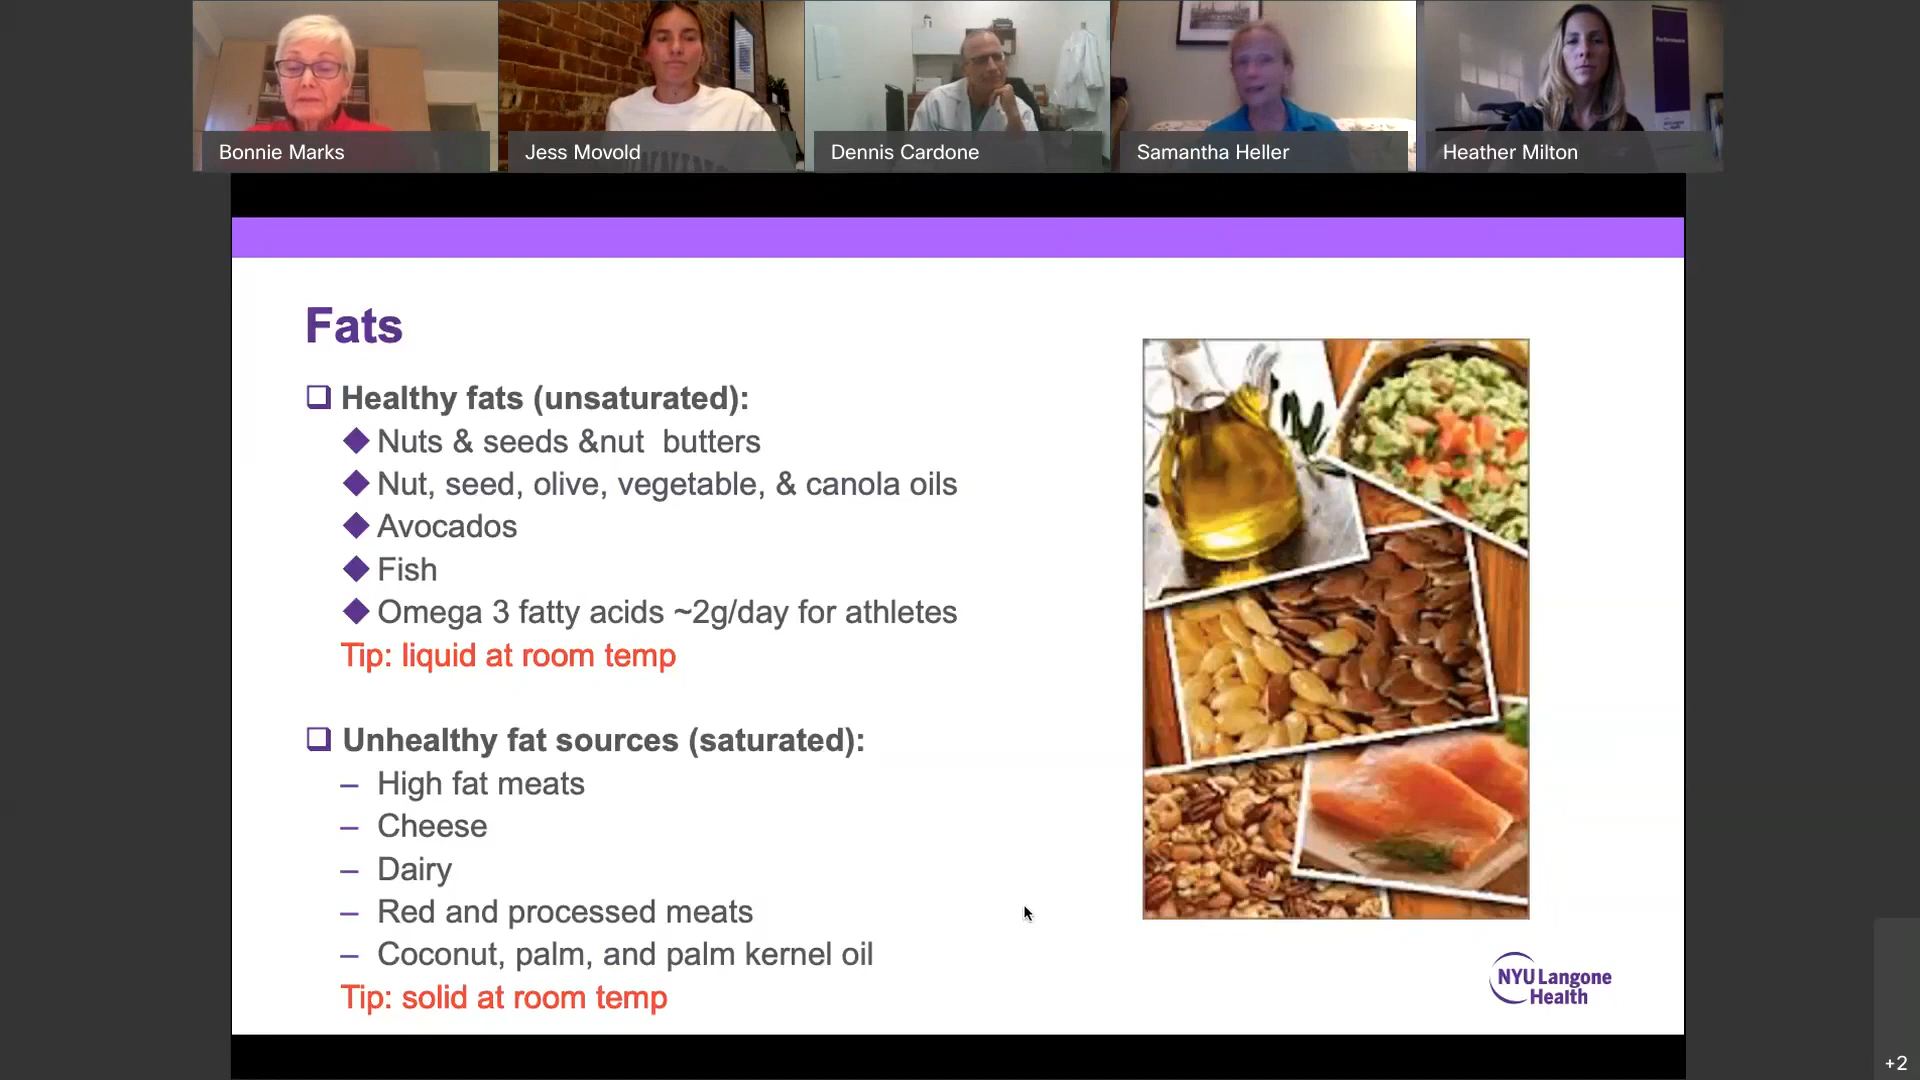 Bonnie Marks
Jess Movold
Dennis Cardone
Samantha Heller
Heather Milton
Performance
Fats
Healthy fats (unsaturated):
Nuts & seeds &nut  butters
Nut, seed, olive, vegetable, & canola oils
Avocados
Fish
Omega 3 fatty acids ~2g/day for athletes
Tip: liquid at room temp
Unhealthy fat sources (saturated):
– High fat meats
– Cheese
– Dairy
– Red and processed meats
– Coconut, palm, and palm kernel oil
Tip: solid at room temp
NYU Langone
Health
+2